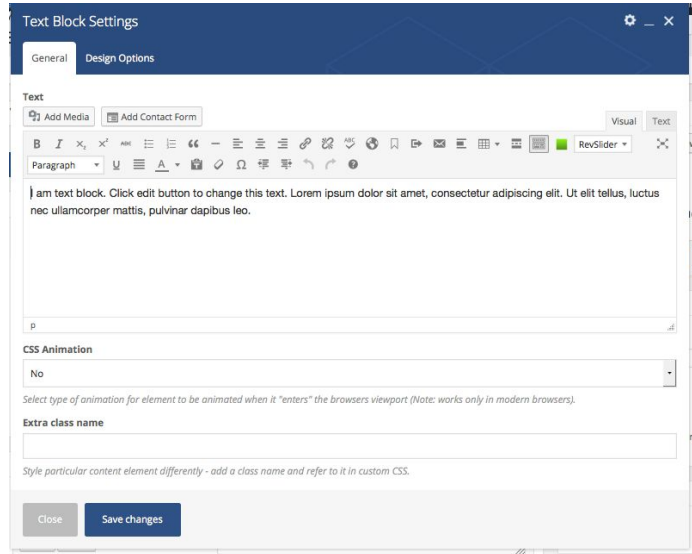 Text Block Settings
General Design Options
Text
Add Media Add Contact Form
Visual Text
B I x, x² ABE
RevSlider
Paragraph U A Ω
I am text block. Click edit button to change this text. Lorem ipsum dolor sit amet, consectetur adipiscing elit. Ut elit tellus, luctus
nec ullamcorper mattis, pulvinar dapibus leo.
p
CSS Animation
No
Select type of animation for element to be animated when it "enters" the browsers viewport (Note: works only in modern browsers).
Extra class name
Style particular content element differently - add a class name and refer to it in custom CSS.
Close Save changes